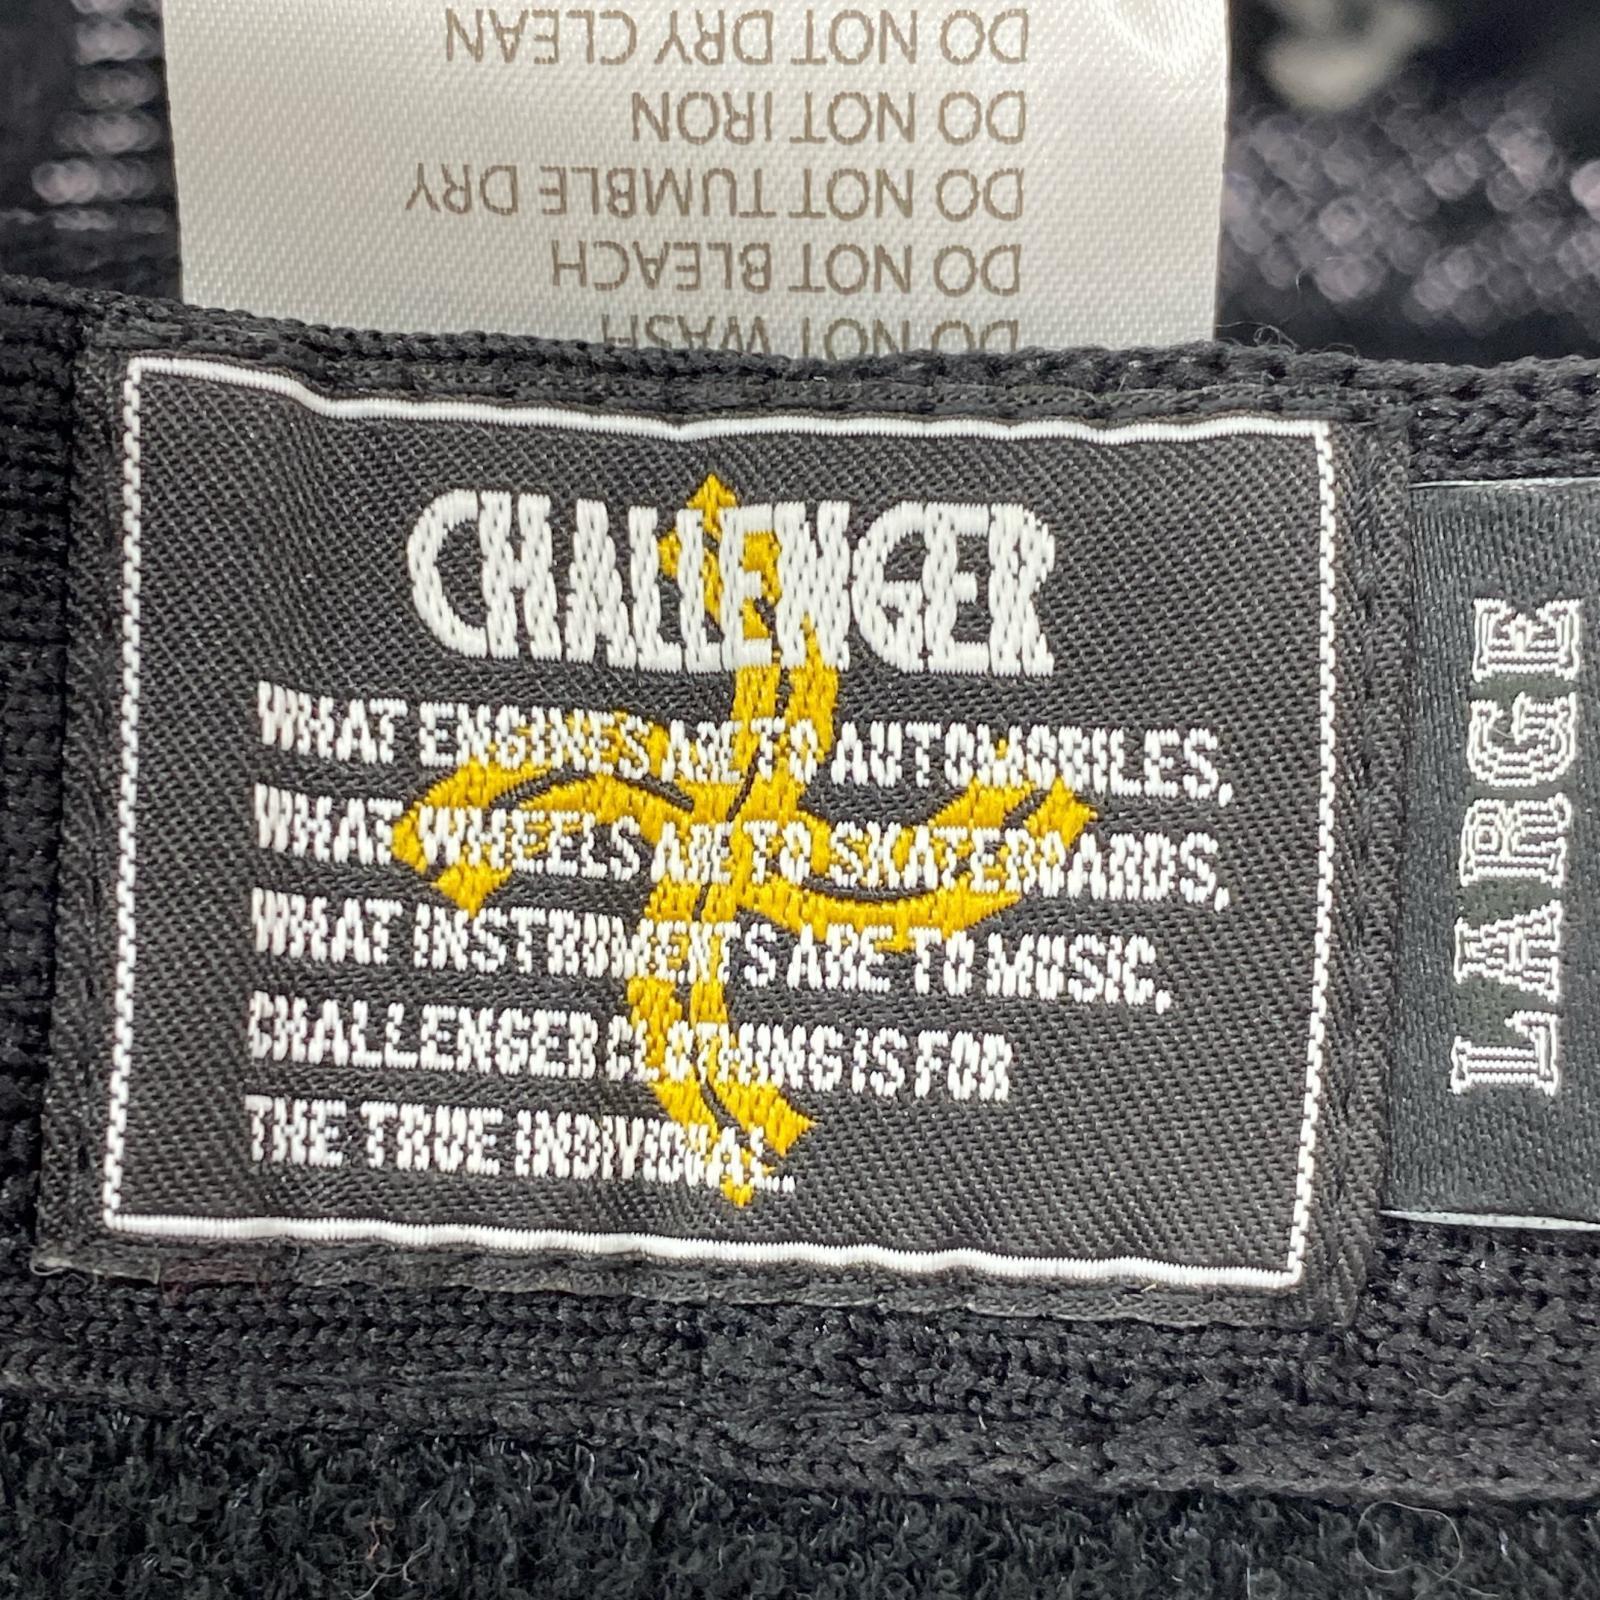 DO NOT WASH
DO NOT BLEACH
DO NOT TUMBLE DRY
DO NOT IRON
DO NOT DRY CLEAN
CHALLENGER
WHAT ENGINES ARE TO AUTOMOBILES,
WHAT WHEELS ARE TO SKATEBOARDS,
WHAT INSTRUMENTS ARE TO MUSIC,
CHALLENGER CLOTHING IS FOR
THE TRUE INDIVIDUAL.
LARGE